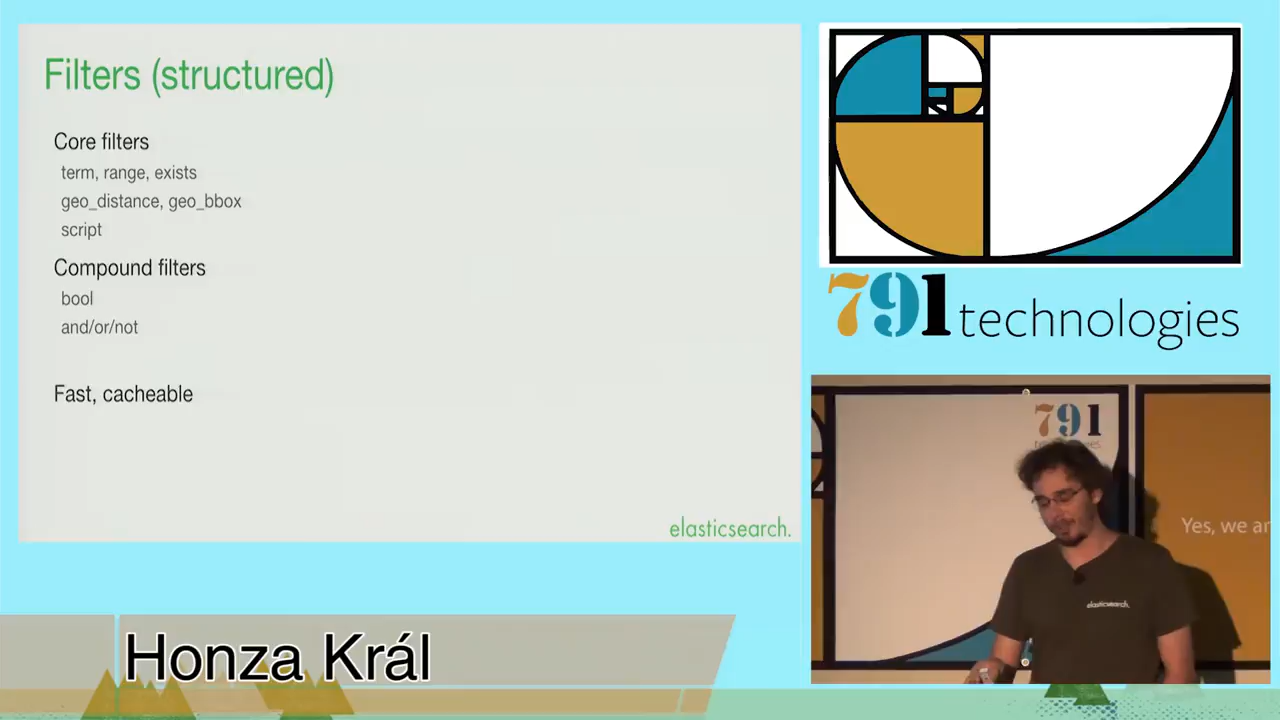 Filters (structured)
Core filters
term, range, exists
geo_distance, geo_bbox
script
Compound filters
bool
and/or/not
Fast, cacheable
elasticsearch.
791 technologies
791
Yes, we ar
elasticsearch.
Honza Král